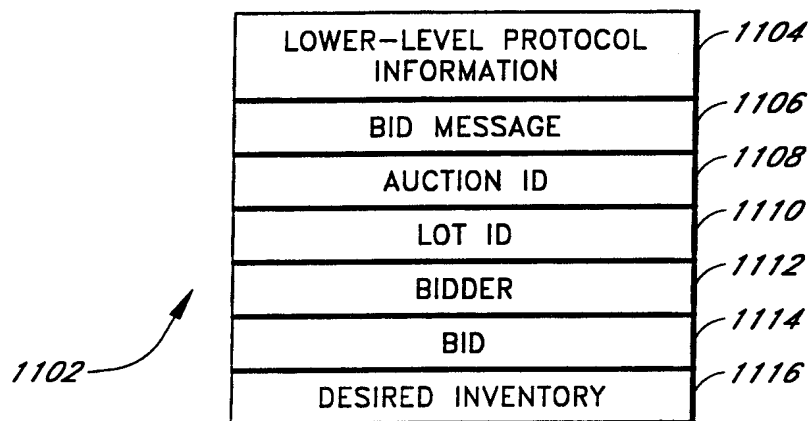 LOWER-LEVEL PROTOCOL
INFORMATION
1104
BID MESSAGE
1106
AUCTION ID
1108
LOT ID
1110
BIDDER
1112
BID
1114
DESIRED INVENTORY
1116
1102